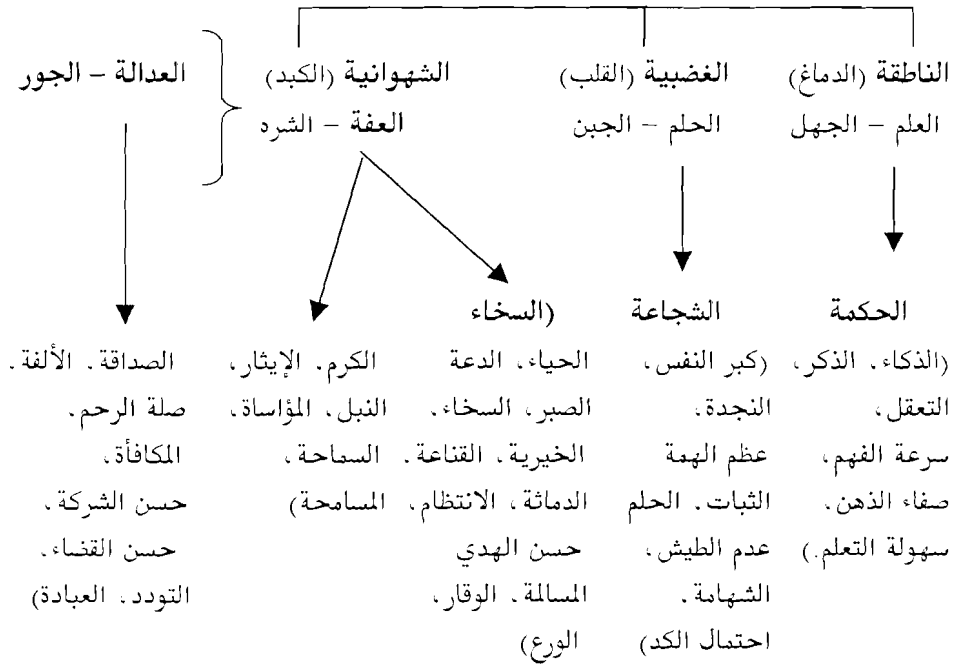 الناطقة (الدماغ)
العلم – الجهل
الغضبية (القلب)
الحلم – الجبن
الشهوانية (الكبد)
العفة – الشره
العدالة – الجور
الحكمة
(الذكاء، الذكر،
التعقل،
سرعة الفهم،
صفاء الذهن،
سهولة التعلم.)
الشجاعة
(كبر النفس،
النجدة،
عظم الهمة
الثبات، الحلم
عدم الطيش،
الشهامة،
احتمال الكد)
(السخاء
الحياء، الدعة
الصبر، السخاء،
الخيرية، القناعة،
الدماثة، الانتظام،
حسن الهدي
المسالمة، الوقار،
الورع)
الكرم، الإيثار،
النبل، المؤاساة،
السماحة،
المسامحة)
الصداقة، الألفة،
صلة الرحم،
المكافأة،
حسن الشركة،
حسن القضاء،
التودد، العبادة)